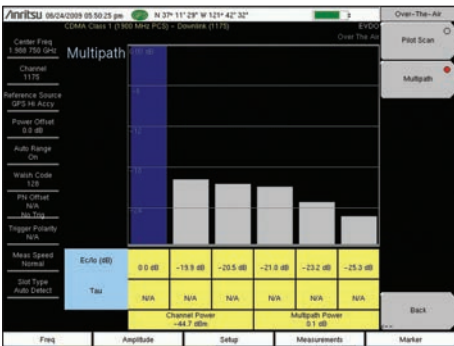 Anritsu 06/24/2009 05:50:25 pm N 37° 11' 29" W 121° 42' 32"
Over-The-Air
CDMA Class 1 (1900 MHz PCS) - Downlink (1175) EVDO
Over The Air
Center Freq
1.988 750 GHz
Channel
1175
Reference Source
GPS Hi Accy
Power Offset
0.0 dB
Auto Range
On
Walsh Code
128
PN Offset
N/A
No Trig
Trigger Polarity
N/A
Meas Speed
Normal
Slot Type
Auto Detect
Multipath
Ec/Io (dB) 0.0 dB -19.9 dB -20.5 dB -21.0 dB -23.2 dB -25.3 dB
Tau N/A N/A N/A N/A N/A N/A
Channel Power
-44.7 dBm
Multipath Power
0.1 dB
Pilot Scan
Multipath
Back
Freq Amplitude Setup Measurements Marker